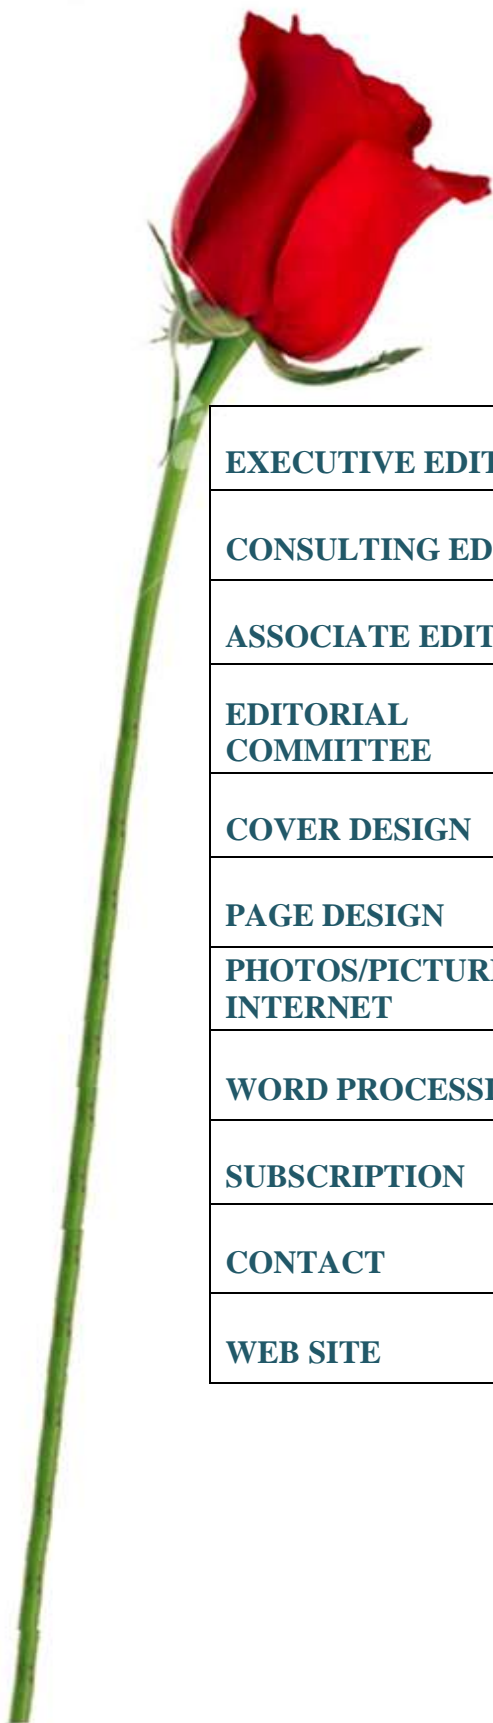 EXECUTIVE EDIT
CONSULTING ED
ASSOCIATE EDIT
EDITORIAL
COMMITTEE
COVER DESIGN
PAGE DESIGN
PHOTOS/PICTUR
INTERNET
WORD PROCESS
SUBSCRIPTION
CONTACT
WEB SITE